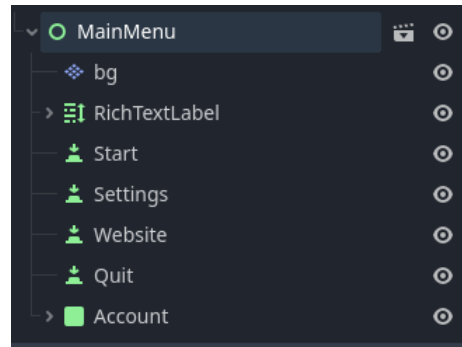 MainMenu
bg
RichTextLabel
Start
Settings
Website
Quit
Account